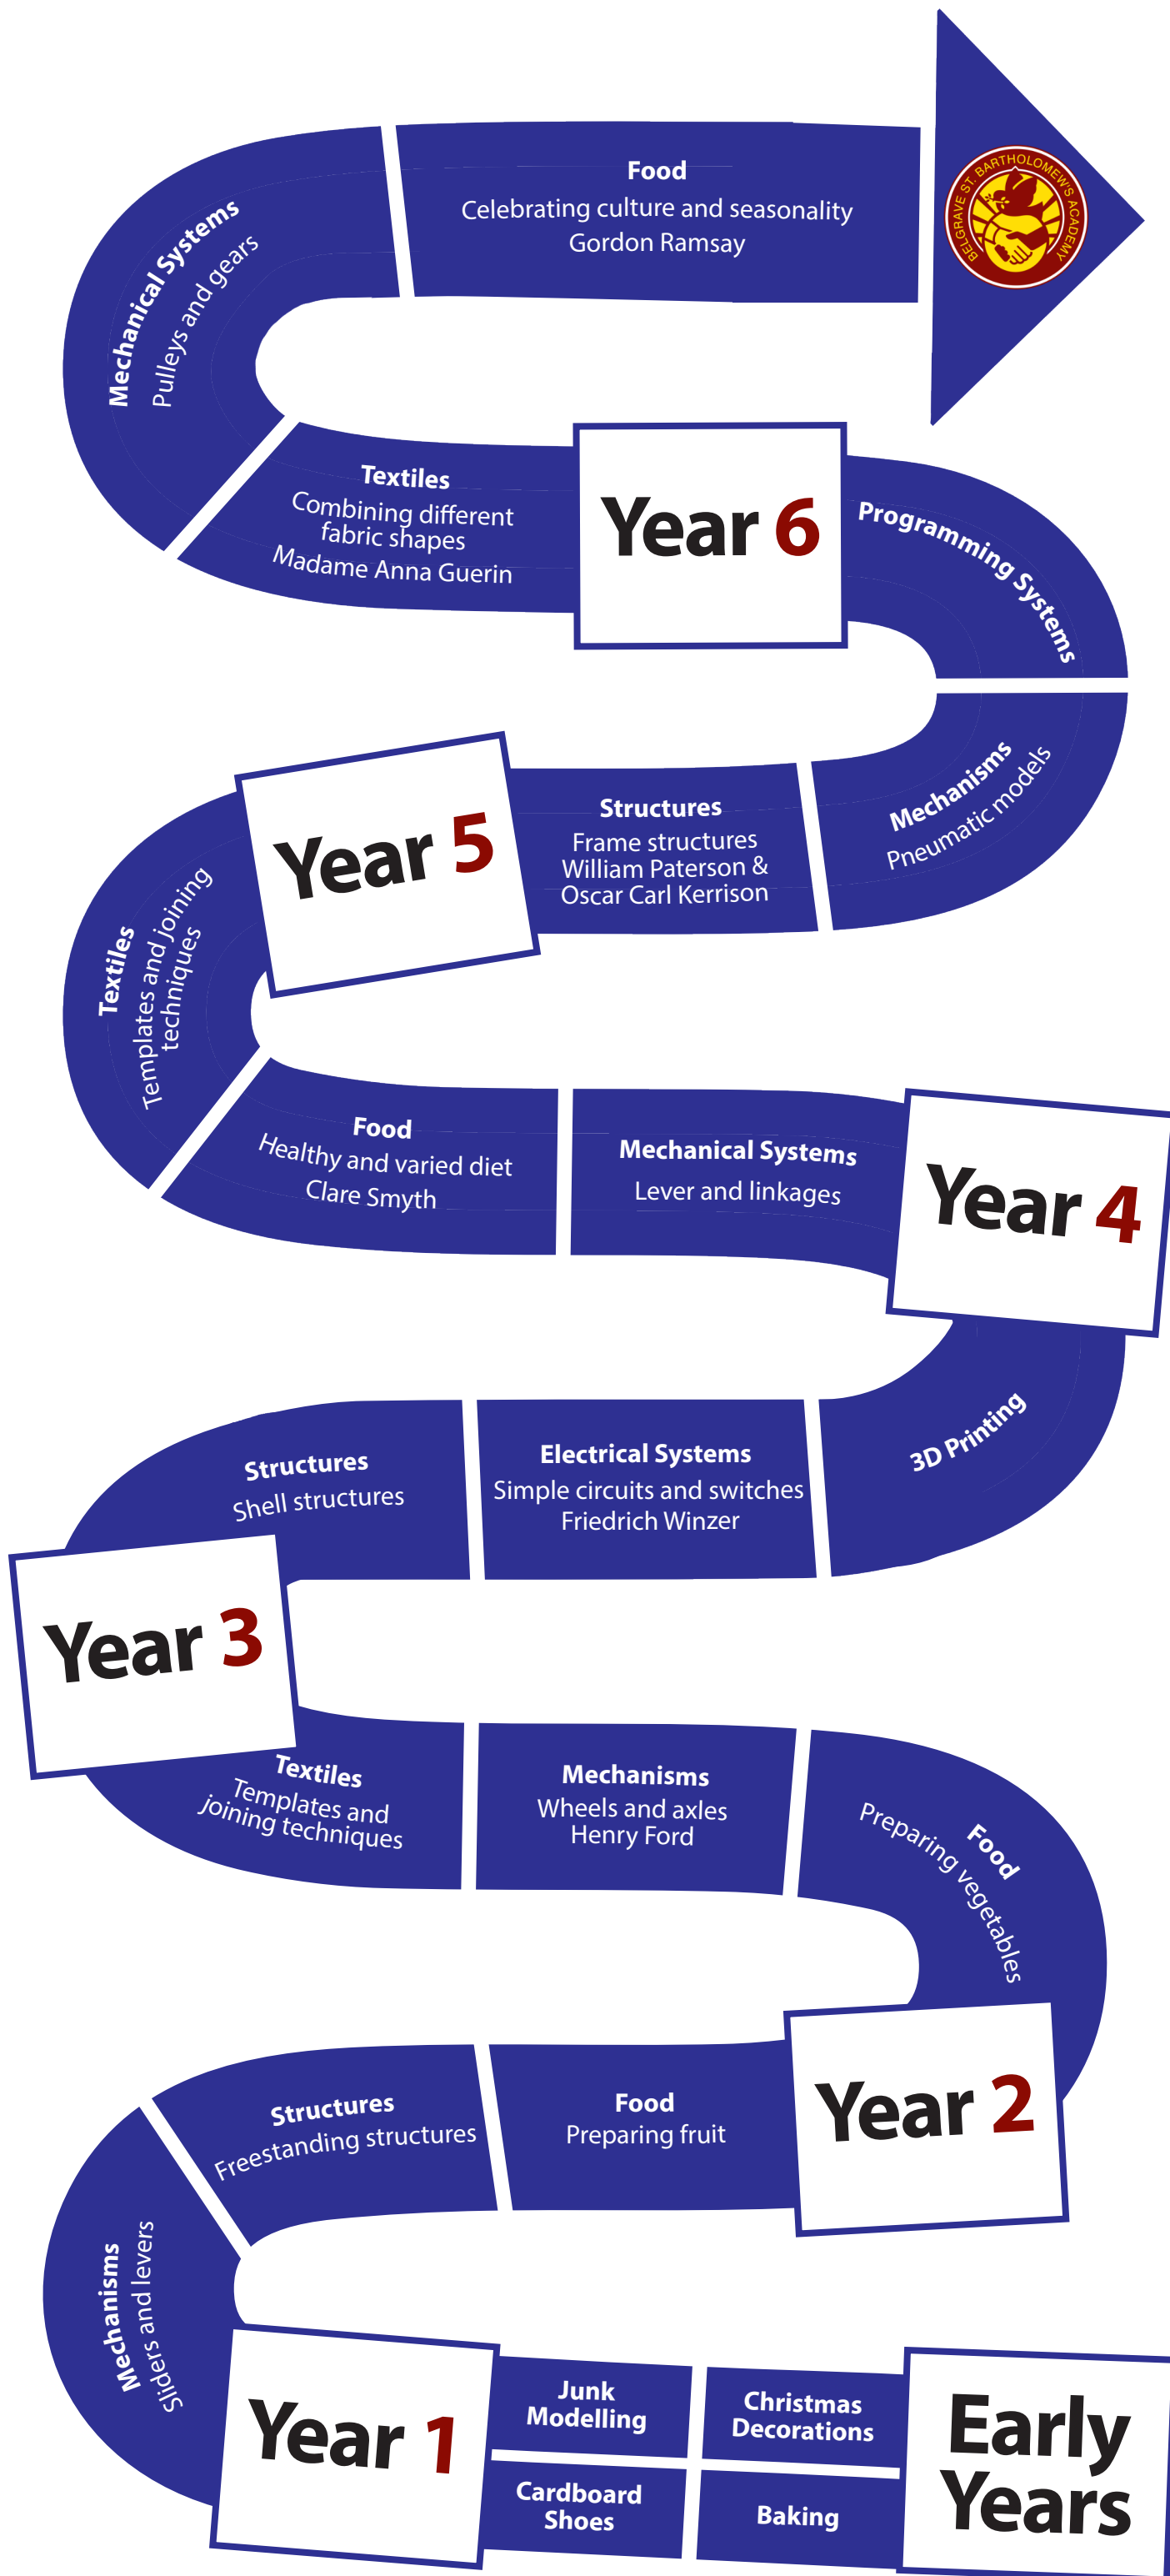 BELGRAVE ST. BARTHOLOMEW'S ACADEMY
Food
Celebrating culture and seasonality
Gordon Ramsay
Mechanical Systems
Pulleys and gears
Textiles
Combining different
fabric shapes
Madame Anna Guerin
Year 6
Programming Systems
Mechanisms
Pneumatic models
Structures
Frame structures
William Paterson &
Oscar Carl Kerrison
Year 5
Textiles
Templates and joining
techniques
Food
Healthy and varied diet
Clare Smyth
Mechanical Systems
Lever and linkages
Year 4
3D Printing
Electrical Systems
Simple circuits and switches
Friedrich Winzer
Structures
Shell structures
Year 3
Textiles
Templates and
joining techniques
Mechanisms
Wheels and axles
Henry Ford
Food
Preparing vegetables
Year 2
Food
Preparing fruit
Structures
Freestanding structures
Mechanisms
Sliders and levers
Year 1
Junk
Modelling
Christmas
Decorations
Cardboard
Shoes
Baking
Early
Years